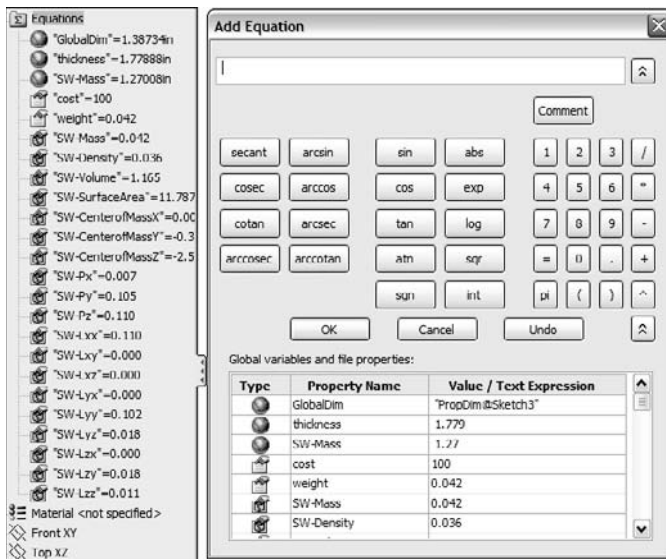 Equations
"GlobalDim"=1.38734in
"thickness"=1.77888in
"SW-Mass"=1.27008in
"cost"=100
"weight"=0.042
"SW-Mass"=0.042
"SW-Density"=0.036
"SW-Volume"=1.165
"SW-SurfaceArea"=11.787
"SW-CenterofMassX"=0.00
"SW-CenterofMassY"=-0.3
"SW-CenterofMassZ"=-2.5
"SW-Px"=0.007
"SW-Py"=0.105
"SW-Pz"=0.110
"SW-Lxx"=0.110
"SW-Lxy"=0.000
"SW-Lxz"=0.000
"SW-Lyx"=0.000
"SW-Lyy"=0.102
"SW-Lyz"=0.018
"SW-Lzx"=0.000
"SW-Lzy"=0.018
"SW-Lzz"=0.011
Material <not specified>
Front XY
Top XZ
Add Equation
Comment
secant arcsin sin abs 1 2 3 /
cosec arccos cos exp 4 5 6 *
cotan arcsec tan log 7 8 9 -
arccosec arccotan atn sqr = 0 . +
sgn int pi ( ) ^
OK Cancel Undo
Global variables and file properties:
Type Property Name Value / Text Expression
GlobalDim "PropDim@Sketch3"
thickness 1.779
SW-Mass 1.27
cost 100
weight 0.042
SW-Mass 0.042
SW-Density 0.036